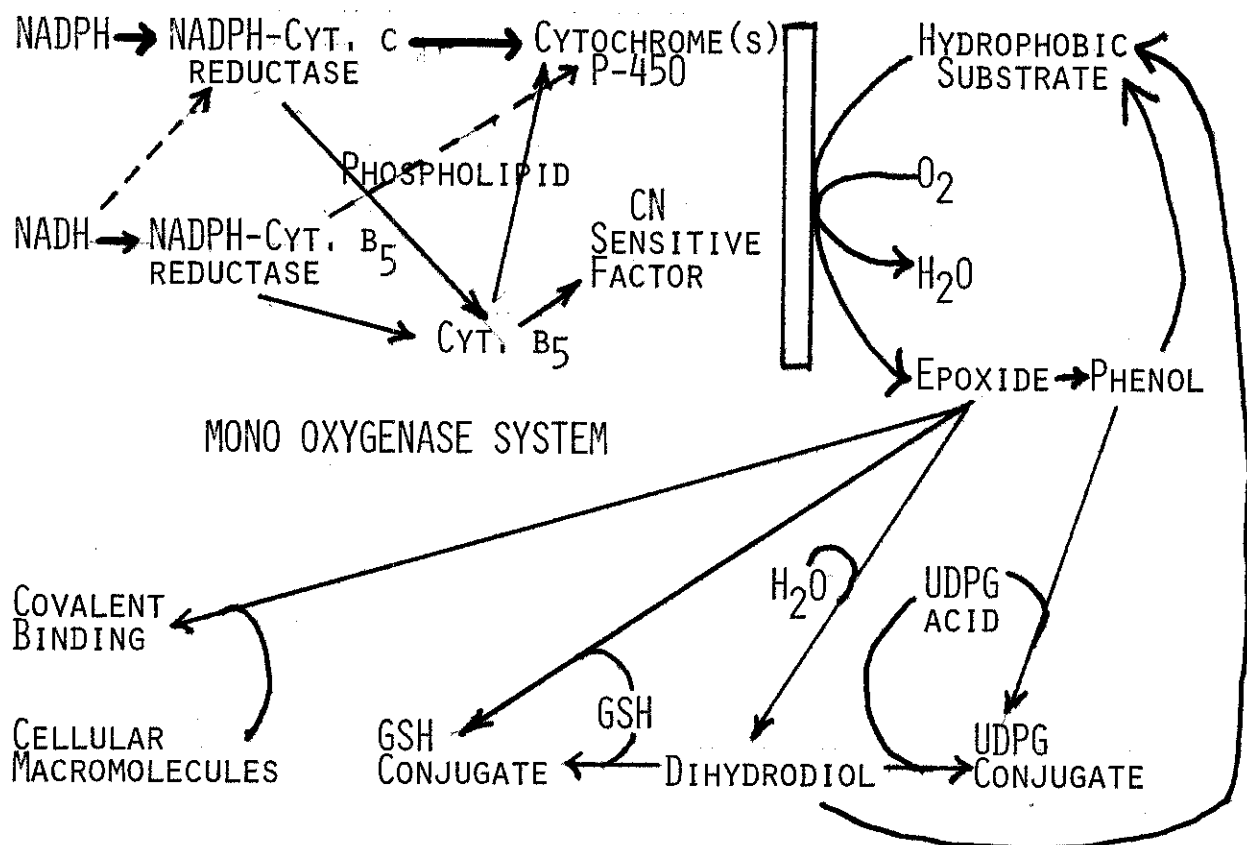 NADPH
NADPH-CYT. C
REDUCTASE
CYTOCHROME(S)
P-450
HYDROPHOBIC
SUBSTRATE
PHOSPHOLIPID
O2
NADH
NADPH-CYT. B5
REDUCTASE
CN
SENSITIVE
FACTOR
H2O
CYT. B5
EPOXIDE
PHENOL
MONO OXYGENASE SYSTEM
H2O
UDPG
ACID
COVALENT
BINDING
GSH
CELLULAR
MACROMOLECULES
GSH
CONJUGATE
DIHYDRODIOL
UDPG
CONJUGATE